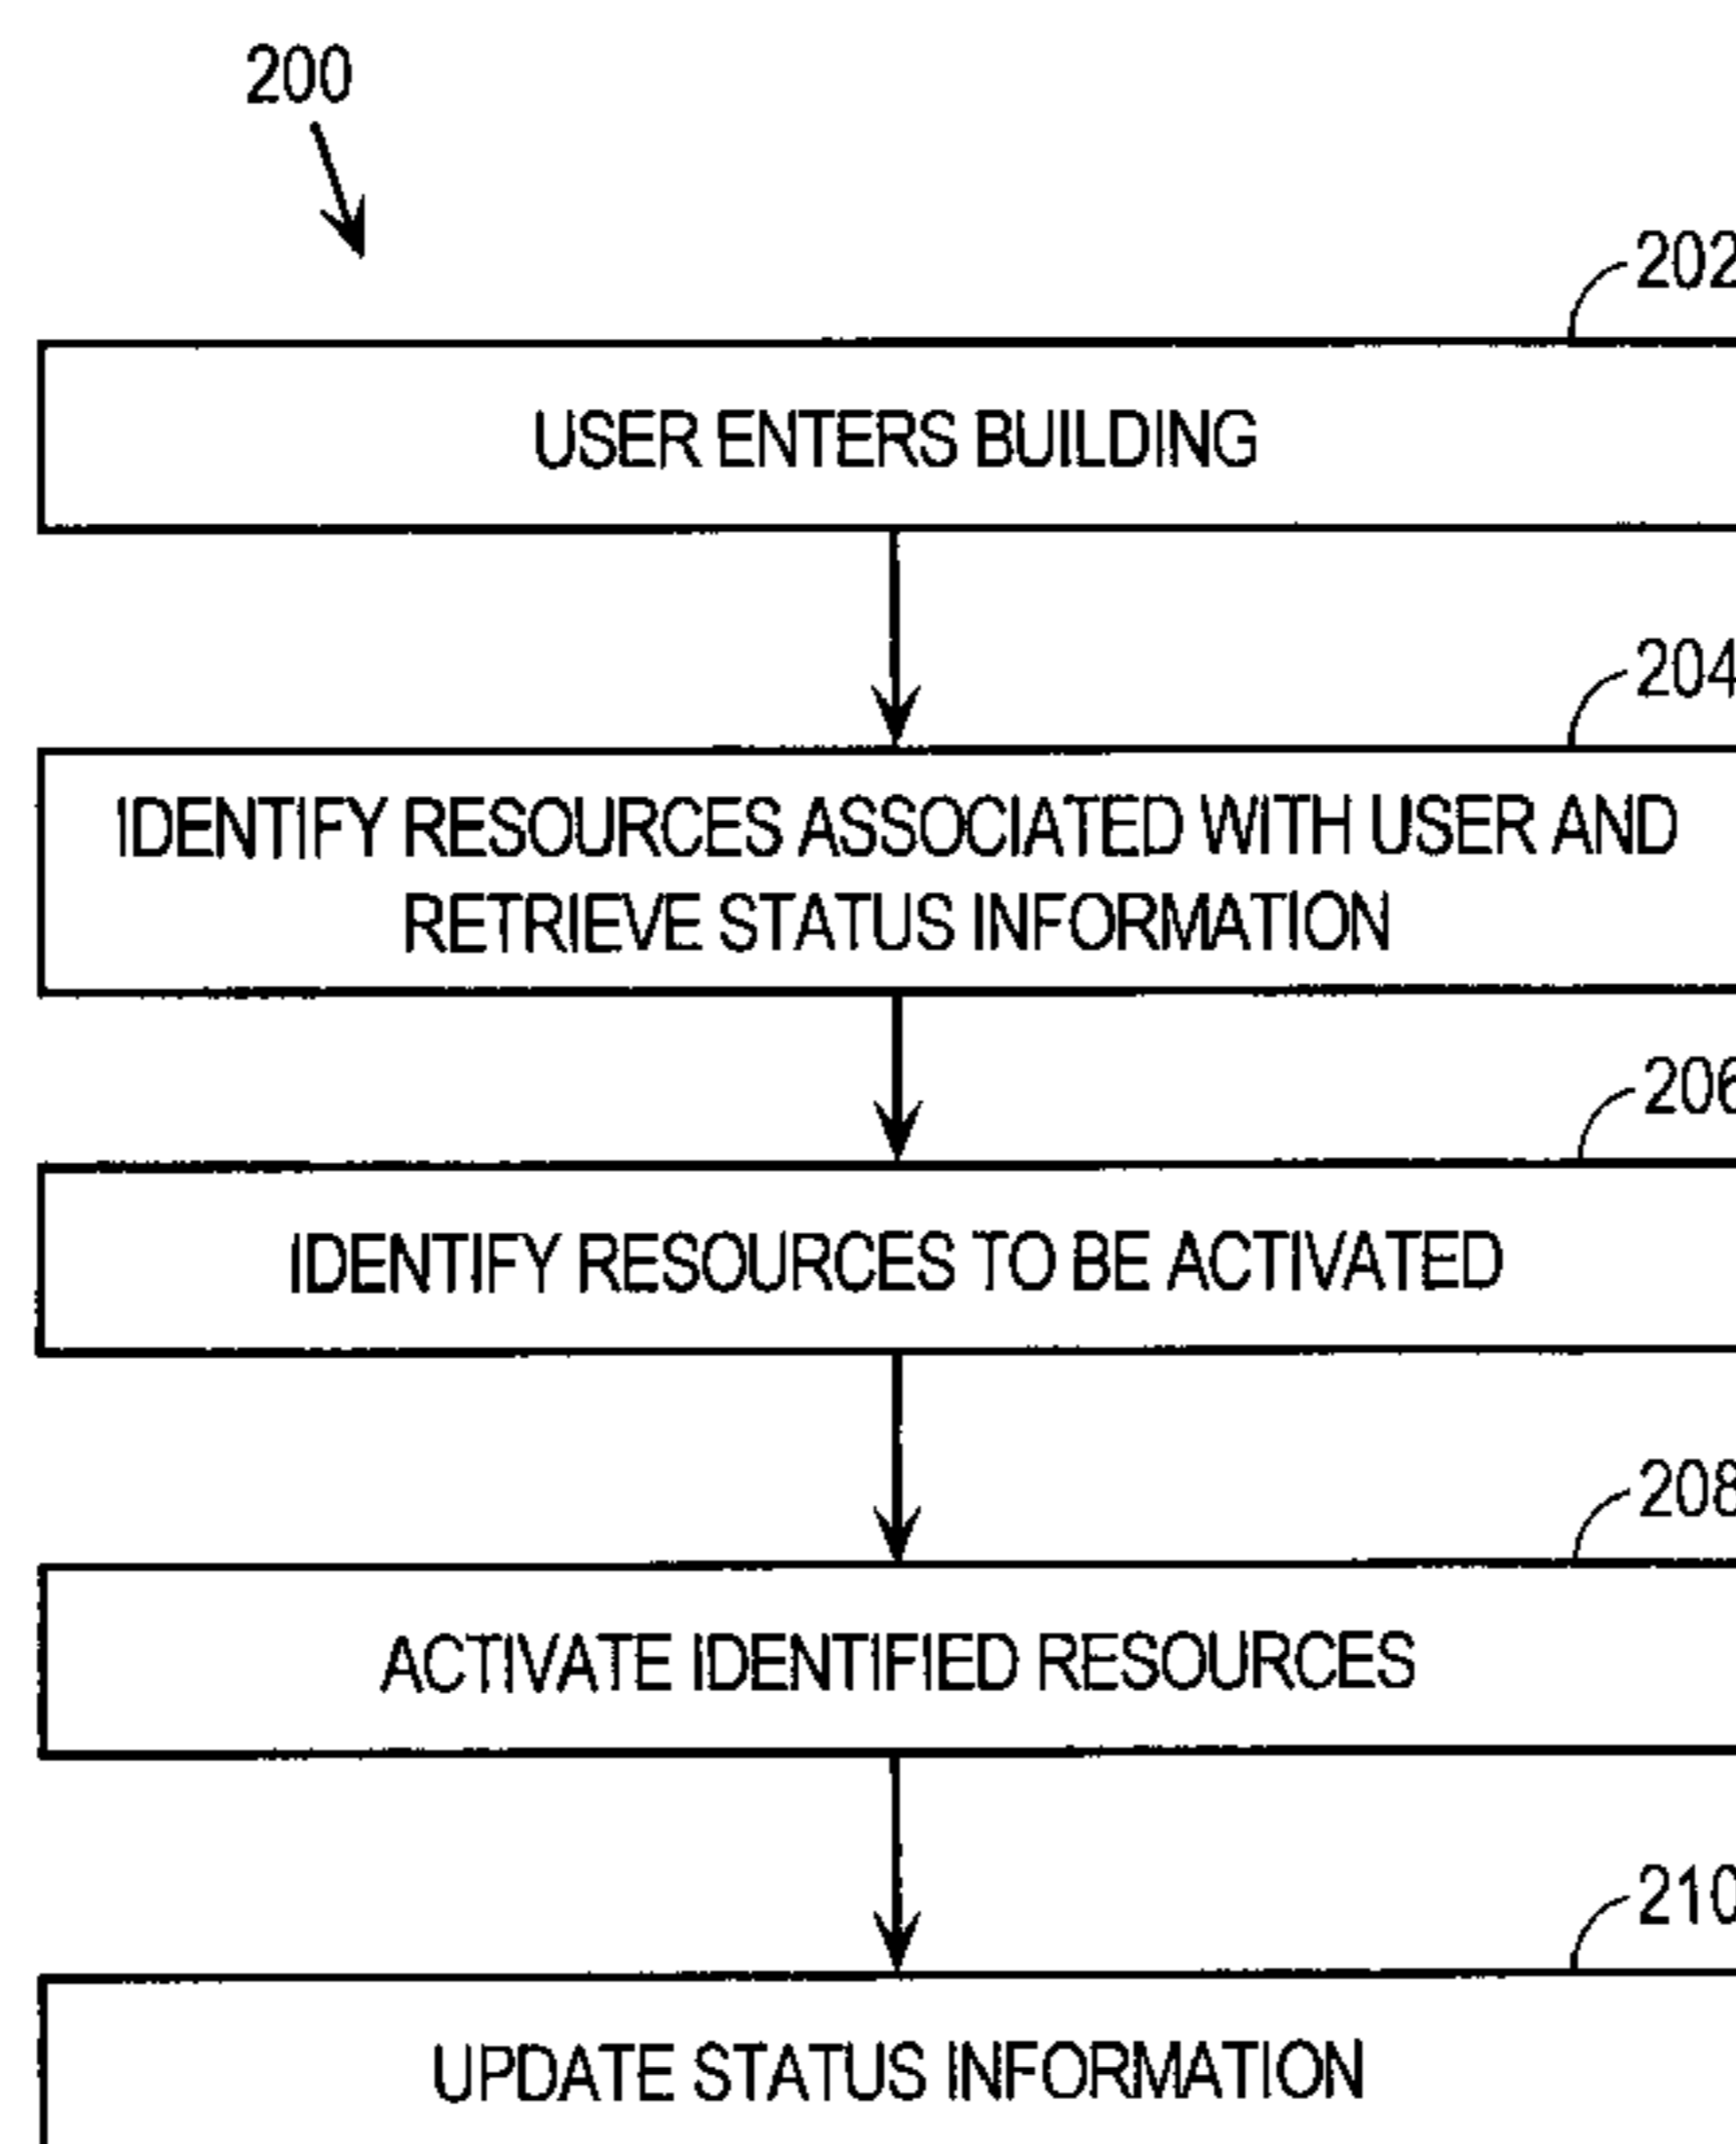 200
202
USER ENTERS BUILDING
204
IDENTIFY RESOURCES ASSOCIATED WITH USER AND
RETRIEVE STATUS INFORMATION
206
IDENTIFY RESOURCES TO BE ACTIVATED
208
ACTIVATE IDENTIFIED RESOURCES
210
UPDATE STATUS INFORMATION